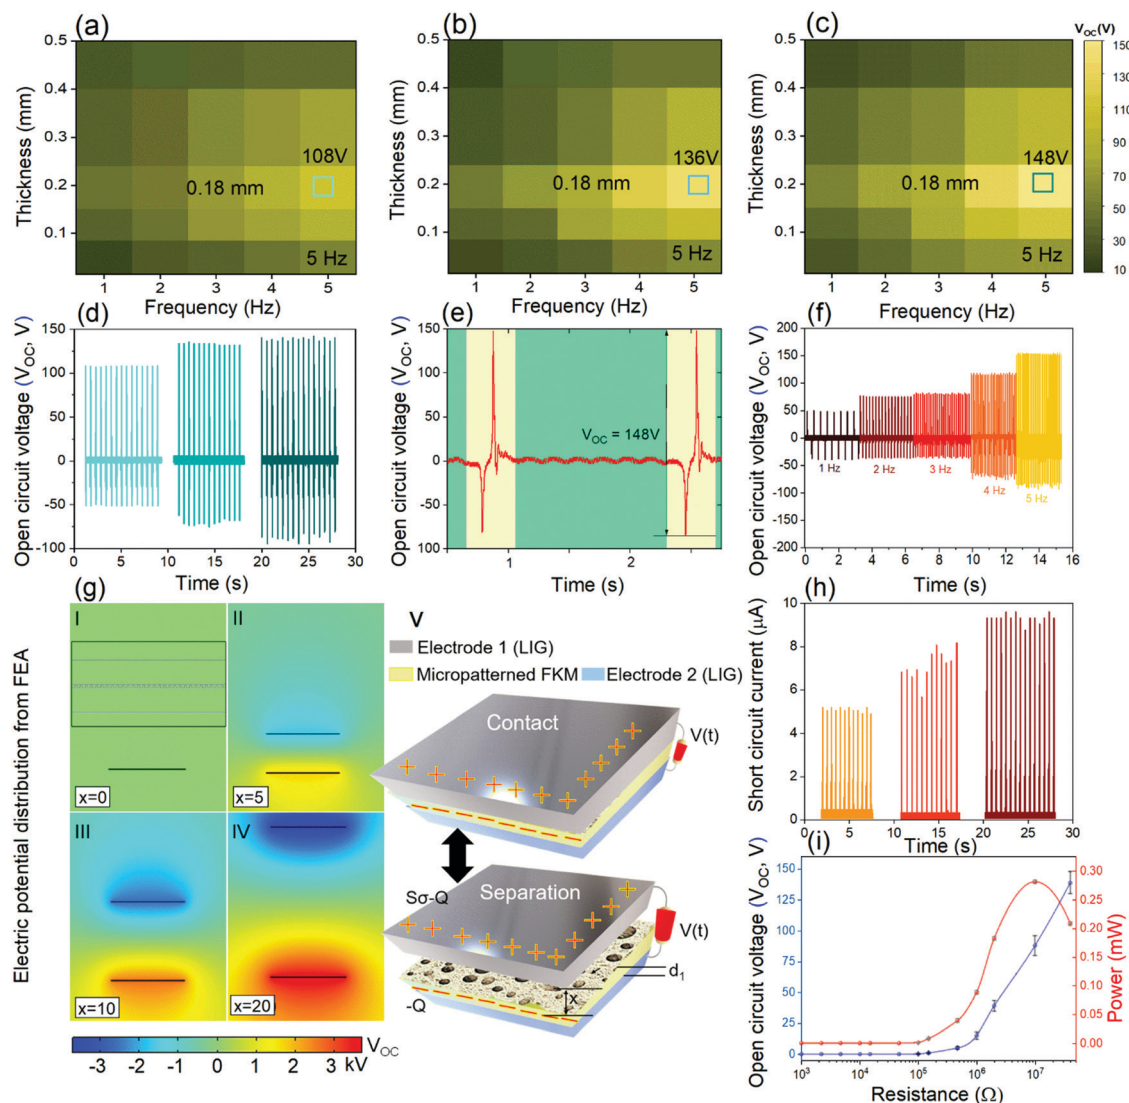 (a)
(b)
(c)
V_OC(V)
Thickness (mm)
0.5
0.4
0.3
0.2
0.1
108V
0.18 mm
5 Hz
1 2 3 4 5
Frequency (Hz)
Thickness (mm)
0.5
0.4
0.3
0.2
0.1
136V
0.18 mm
5 Hz
1 2 3 4 5
Frequency (Hz)
Thickness (mm)
0.5
0.4
0.3
0.2
0.1
148V
0.18 mm
5 Hz
1 2 3 4 5
Frequency (Hz)
150
130
110
90
70
50
30
10
(d)
Open circuit voltage (V_OC, V)
150
100
50
0
-50
-100
0 5 10 15 20 25 30
Time (s)
(e)
Open circuit voltage (V_OC, V)
150
100
50
0
50
100
V_OC = 148V
1 2
Time (s)
(f)
Open circuit voltage (V_OC, V)
200
150
100
50
0
-50
-100
-150
-200
1 Hz
2 Hz
3 Hz
4 Hz
5 Hz
0 2 4 6 8 10 12 14 16
Time (s)
(g)
Electric potential distribution from FEA
I
x=0
II
x=5
III
x=10
IV
x=20
-3 -2 -1 0 1 2 3
V_OC
kV
V
Electrode 1 (LIG)
Micropatterned FKM
Electrode 2 (LIG)
Contact
V(t)
Separation
Sσ-Q
V(t)
d₁
x
-Q
(h)
Short circuit current (μA)
10
8
6
4
2
0
0 5 10 15 20 25 30
Time (s)
(i)
Open circuit voltage (V_OC, V)
150
125
100
75
50
25
0
10³ 10⁴ 10⁵ 10⁶ 10⁷
Resistance (Ω)
0.30
0.25
0.20
0.15
0.10
0.05
0.00
Power (mW)